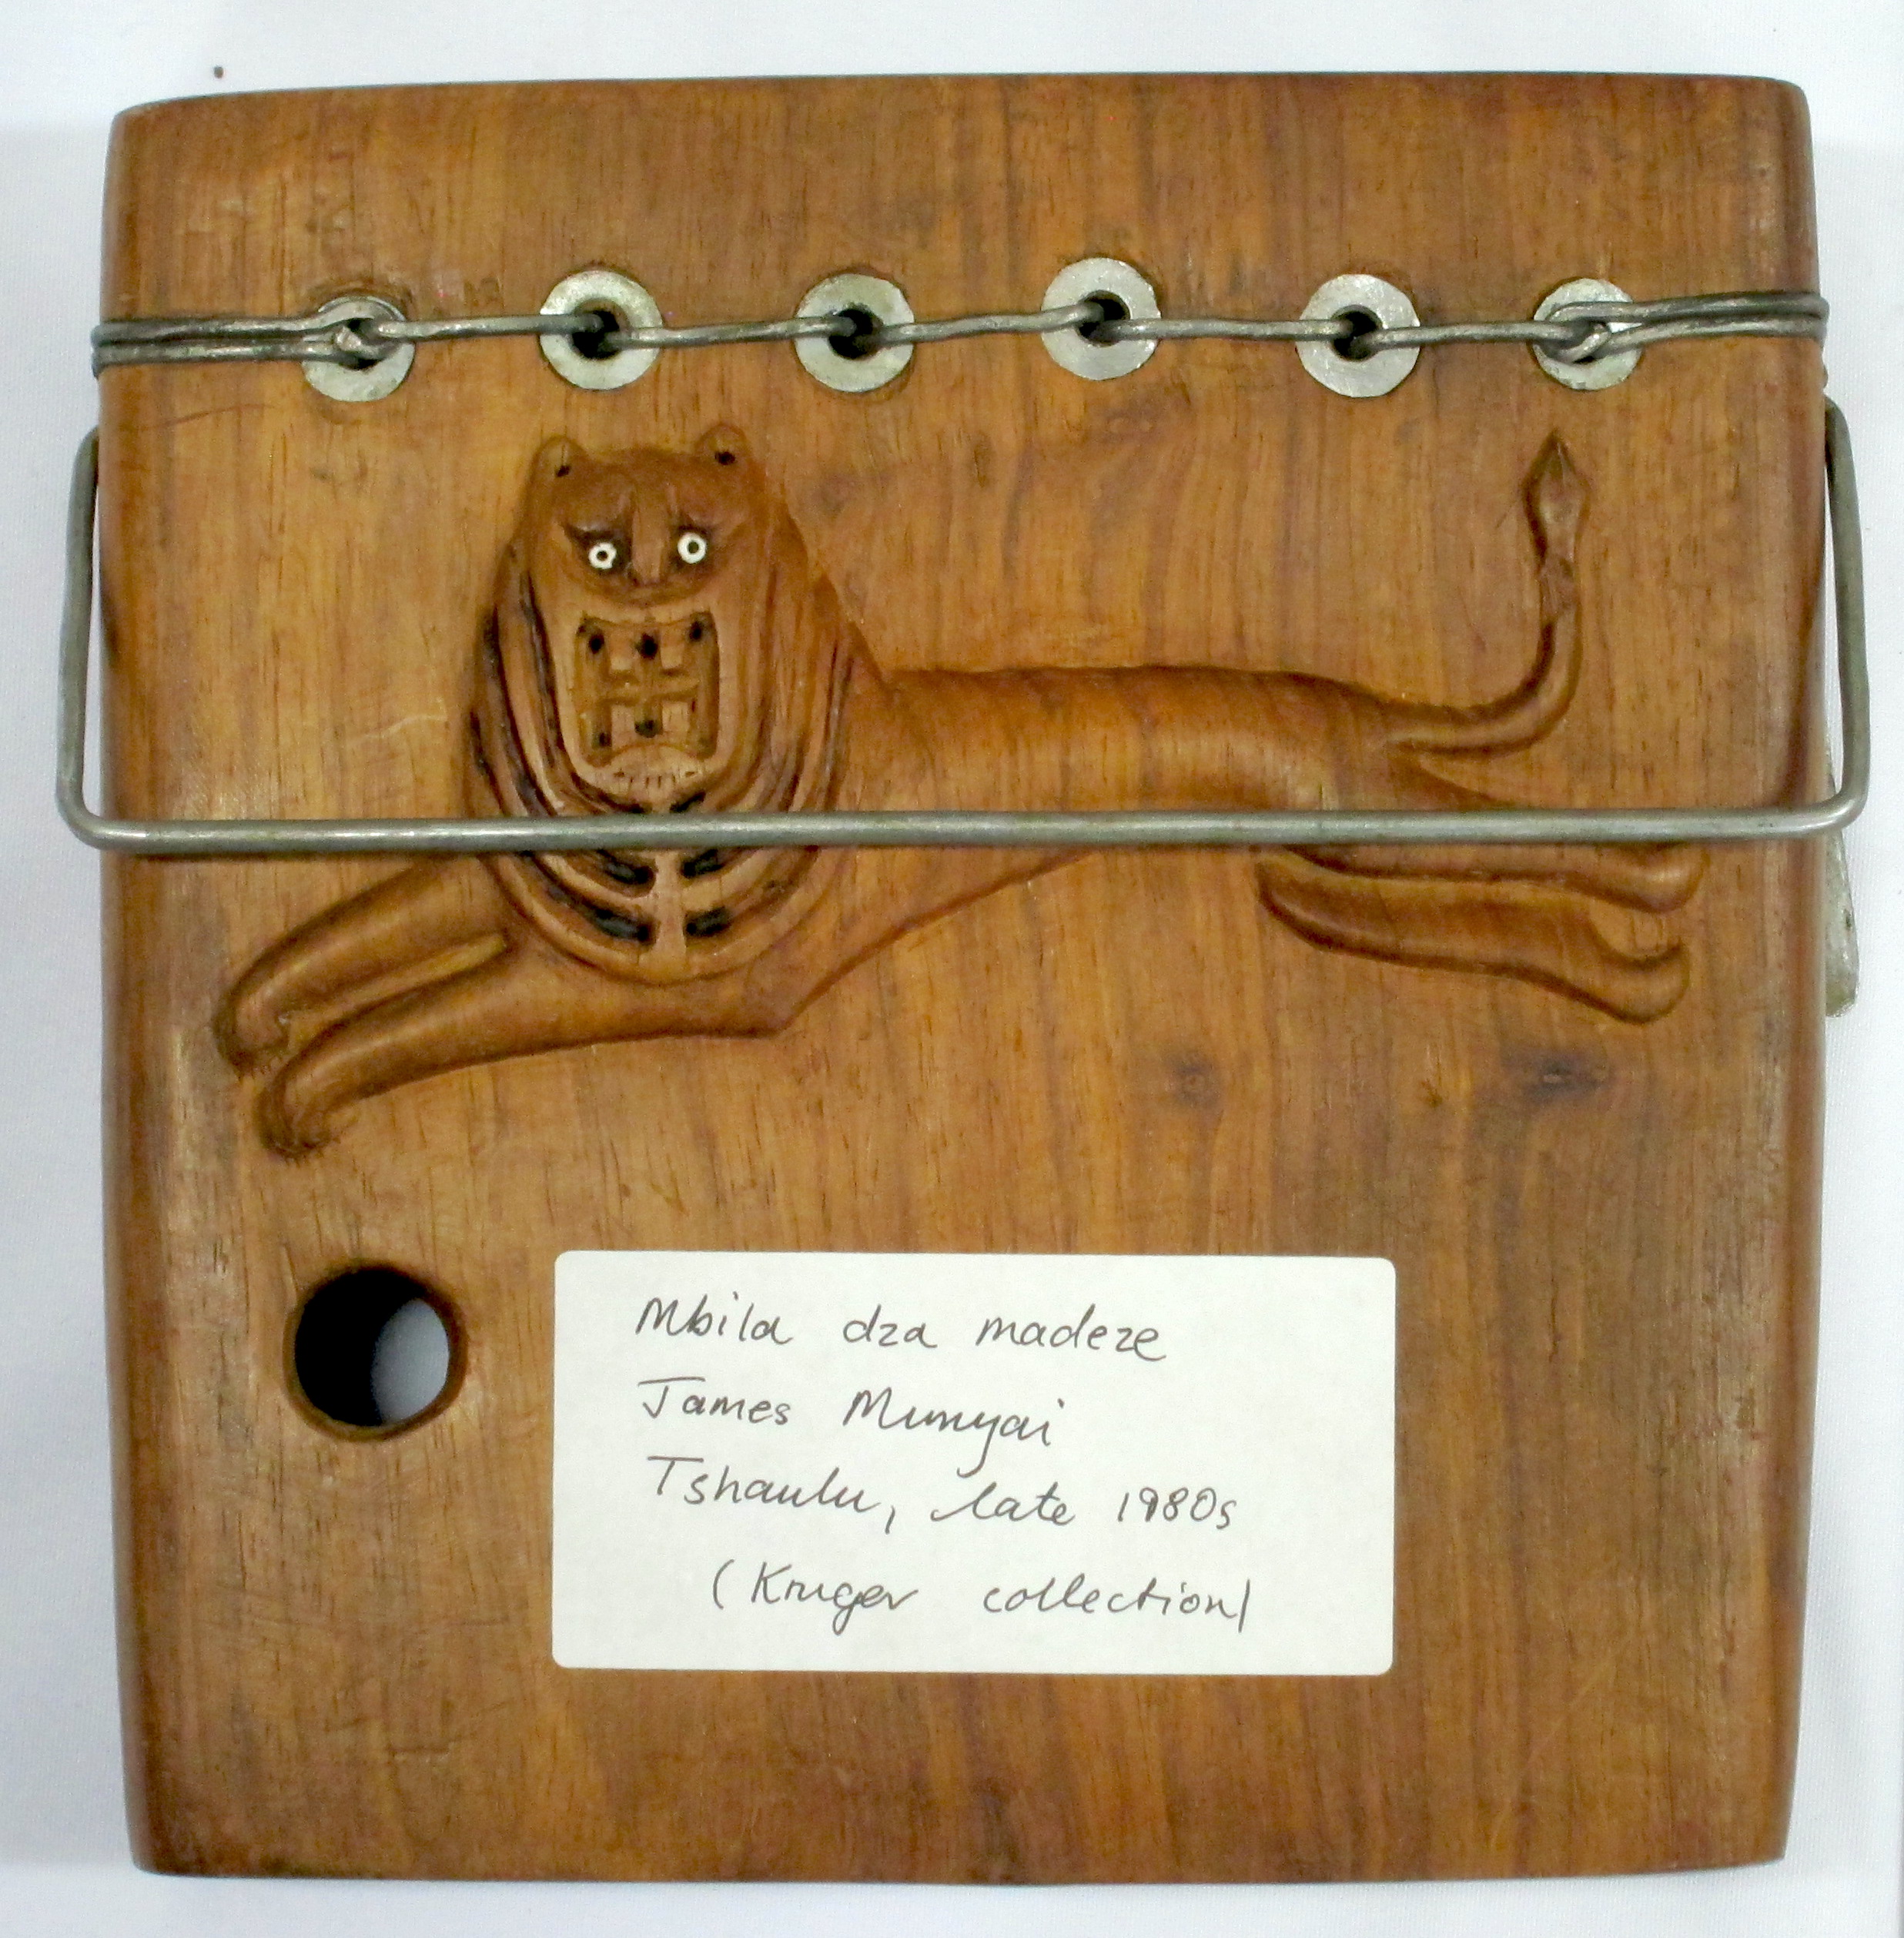 Mbila dza madeze
James Munyai
Tshaulu, late 1980s
(Kruger collection)